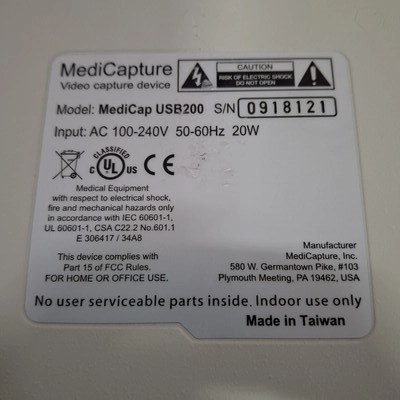 MediCapture
Video capture device
CAUTION
RISK OF ELECTRIC SHOCK
DO NOT OPEN
Model: MediCap USB200 S/N 0918121
Input: AC 100-240V 50-60Hz 20W
CLASSIFIED
C UL US
CE
Medical Equipment
with respect to electrical shock,
fire and mechanical hazards only
in accordance with IEC 60601-1,
UL 60601-1, CSA C22.2 No.601.1
E 306417 / 34A8
This device complies with
Part 15 of FCC Rules.
FOR HOME OR OFFICE USE.
Manufacturer
MediCapture, Inc.
580 W. Germantown Pike, #103
Plymouth Meeting, PA 19462, USA
No user serviceable parts inside. Indoor use only
Made in Taiwan